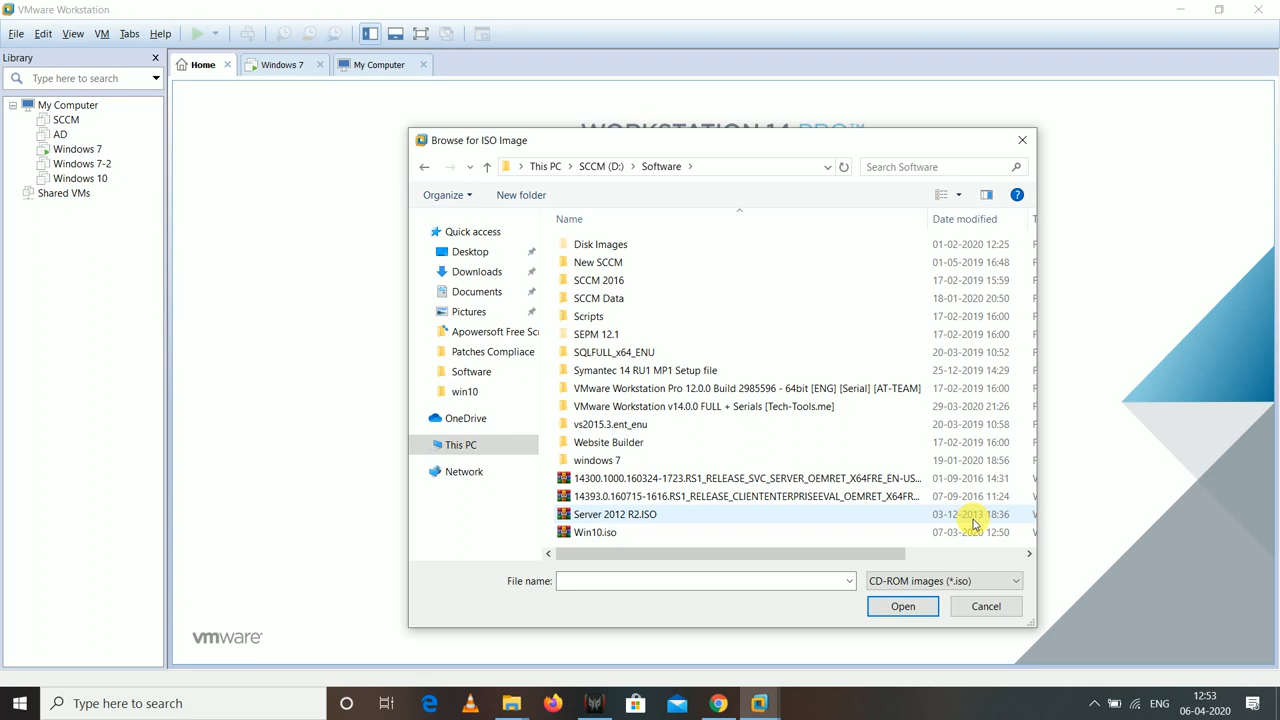 VMware Workstation
File Edit View VM Tabs Help
Library
Home
Windows 7
My Computer
Type here to search
My Computer
SCCM
AD
Windows 7
Windows 7-2
Windows 10
Shared VMs
Browse for ISO Image
This PC > SCCM (D:) > Software >
Search Software
Organize
New folder
Name
Date modified
Quick access
Desktop
Downloads
Documents
Pictures
Apowersoft Free Scr
Patches Compliace
Software
win10
OneDrive
This PC
Network
Disk Images 01-02-2020 12:25
New SCCM 01-05-2019 16:48
SCCM 2016 17-02-2019 15:59
SCCM Data 18-01-2020 20:50
Scripts 17-02-2019 16:00
SEPM 12.1 17-02-2019 16:00
SQLFULL_x64_ENU 20-03-2019 10:52
Symantec 14 RU1 MP1 Setup file 25-12-2019 14:29
VMware Workstation Pro 12.0.0 Build 2985596 - 64bit [ENG] [Serial] [AT-TEAM] 17-02-2019 16:00
VMware Workstation v14.0.0 FULL + Serials [Tech-Tools.me] 29-03-2020 21:26
vs2015.3.ent_enu 20-03-2019 10:58
Website Builder 17-02-2019 16:00
windows 7 19-01-2020 18:56
14300.1000.160324-1723.RS1_RELEASE_SVC_SERVER_OEMRET_X64FRE_EN-US... 01-09-2016 14:31
14393.0.160715-1616.RS1_RELEASE_CLIENTENTERPRISEEVAL_OEMRET_X64FR... 07-09-2016 11:24
Server 2012 R2.ISO 03-12-2013 18:36
Win10.iso 07-03-2020 12:50
File name:
CD-ROM images (*.iso)
Open
Cancel
vmware
Type here to search
ENG
12:53
06-04-2020